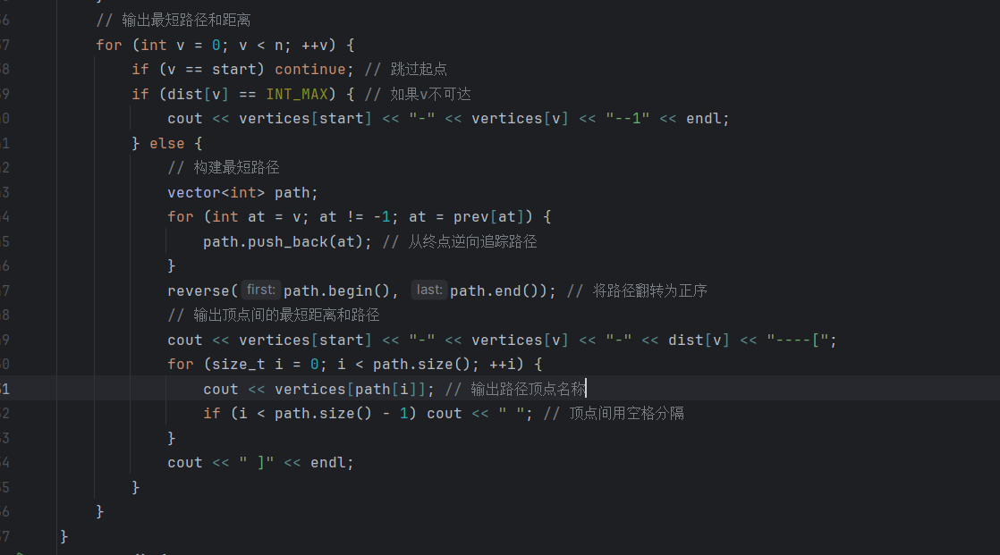 // 输出最短路径和距离
for (int v = 0; v < n; ++v) {
if (v == start) continue; // 跳过起点
if (dist[v] == INT_MAX) { // 如果v不可达
cout << vertices[start] << "-" << vertices[v] << "--1" << endl;
} else {
// 构建最短路径
vector<int> path;
for (int at = v; at != -1; at = prev[at]) {
path.push_back(at); // 从终点逆向追踪路径
}
reverse( first: path.begin(), last: path.end()); // 将路径翻转为正序
// 输出顶点间的最短距离和路径
cout << vertices[start] << "-" << vertices[v] << "-" << dist[v] << "----[";
for (size_t i = 0; i < path.size(); ++i) {
cout << vertices[path[i]]; // 输出路径顶点名称
if (i < path.size() - 1) cout << " "; // 顶点间用空格分隔
}
cout << " ]" << endl;
}
}
}